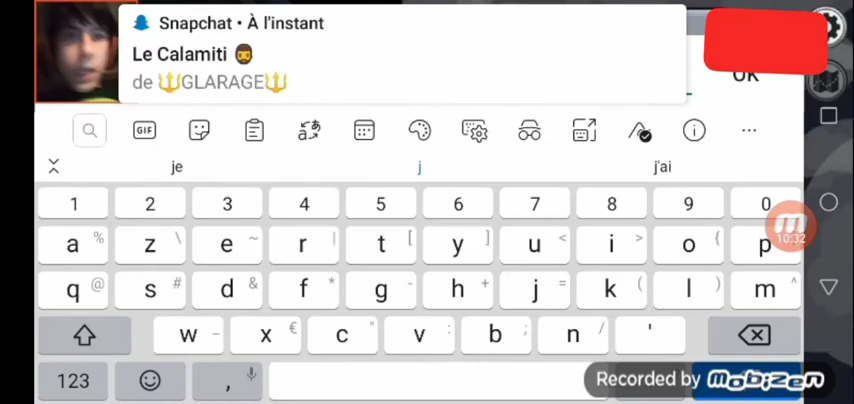 Snapchat • À l'instant
Le Calamiti 🧔
de 🔱GLARAGE🔱
OK
GIF
je j j'ai
1 2 3 4 5 6 7 8 9 0
a % z \ e ~ r | t [ y ] u < i > o { p
10:32
q @ s # d & f * g - h + j = k ( l ) m ^
w _ x € c " v : b ; n / '
123 ,
Recorded by mobizen